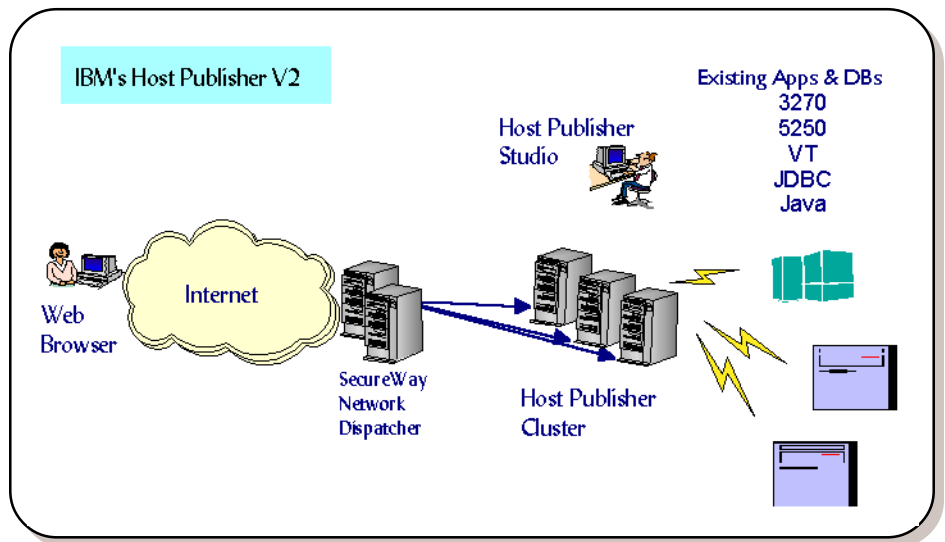 IBM's Host Publisher V2
Existing Apps & DBs
3270
5250
VT
JDBC
Java
Host Publisher
Studio
Internet
Web
Browser
SecureWay
Network
Dispatcher
Host Publisher
Cluster